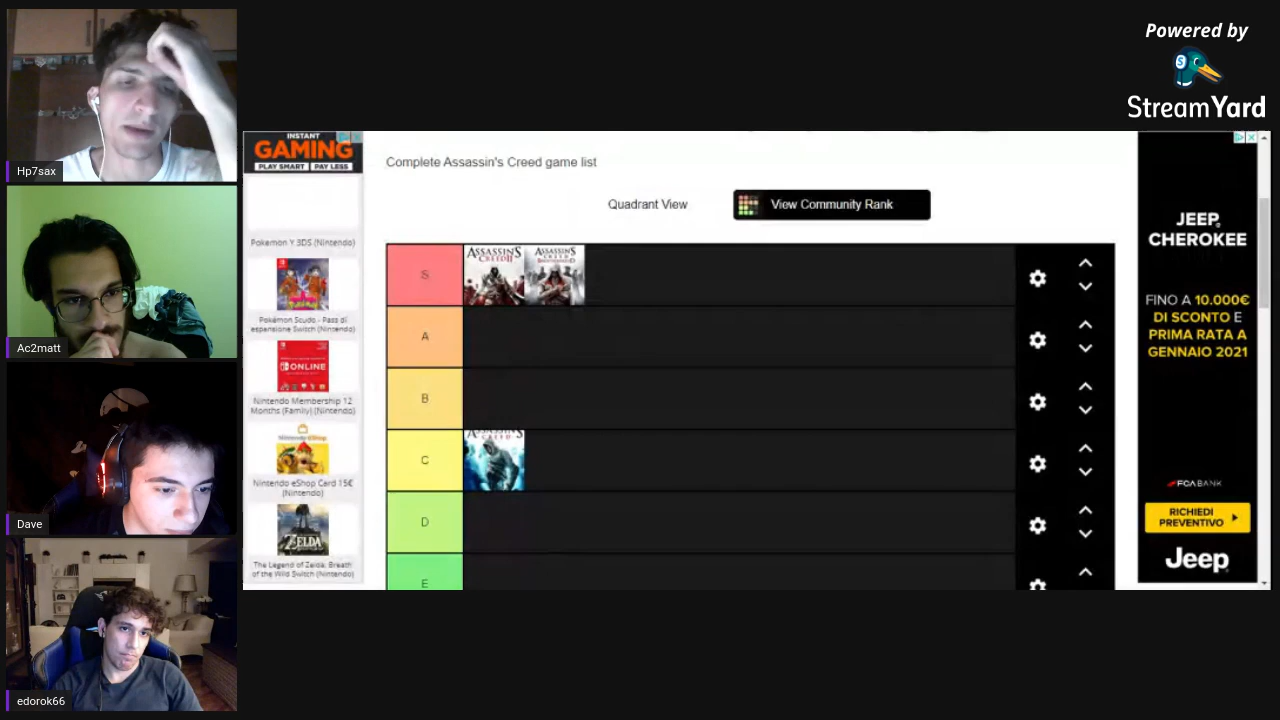 Powered by
StreamYard
Hp7sax
Ac2matt
Dave
edorok66
INSTANT
GAMING
PLAY SMART | PAY LESS
Pokemon Y 3DS (Nintendo)
Pokémon Scudo - Pass di
espansione Switch (Nintendo)
ONLINE
Nintendo Membership 12
Months (Family) (Nintendo)
Nintendo eShop
Nintendo eShop Card 15€
(Nintendo)
ZELDA
The Legend of Zelda: Breath
of the Wild Switch (Nintendo)
Complete Assassin's Creed game list
Quadrant View
View Community Rank
S
ASSASSIN'S
CREED II
ASSASSIN'S
CREED
A
B
C
CREED
D
E
JEEP
CHEROKEE
FINO A 10.000€
DI SCONTO E
PRIMA RATA A
GENNAIO 2021
FCA BANK
RICHIEDI
PREVENTIVO
Jeep